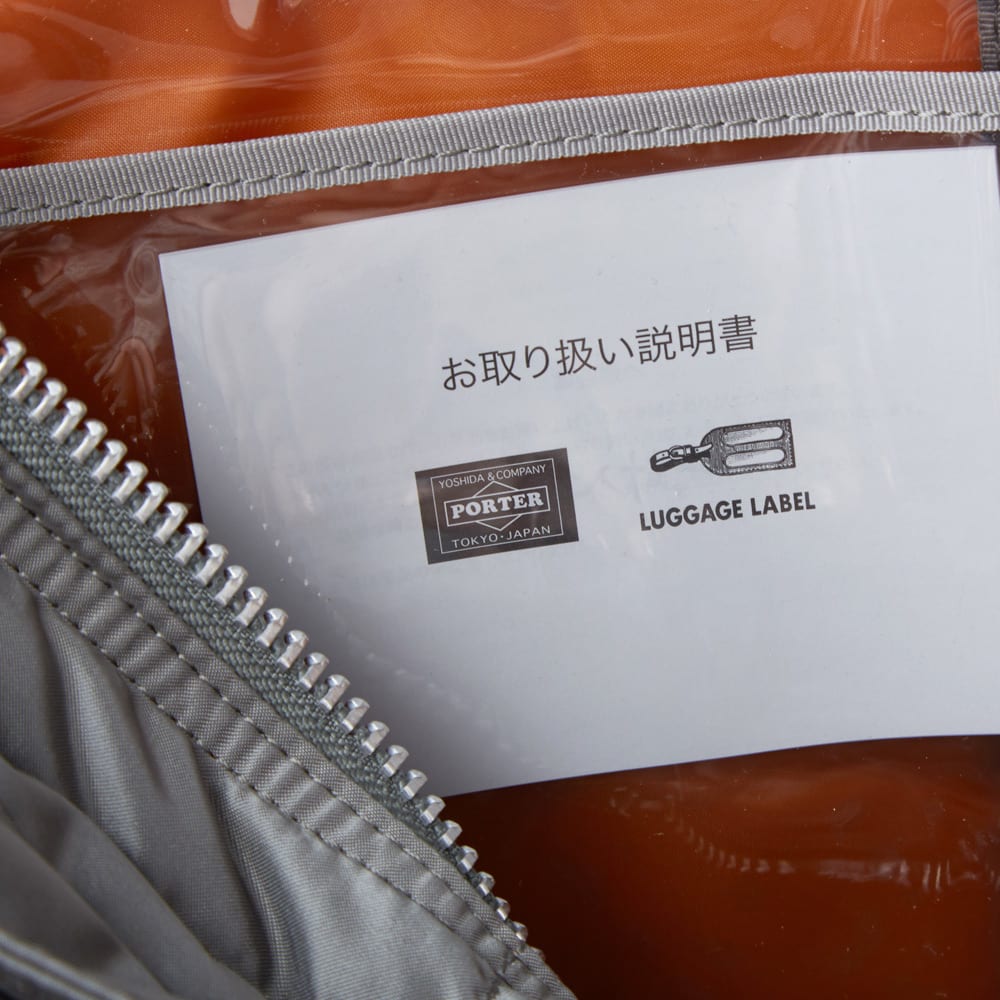 お取り扱い説明書
YOSHIDA & COMPANY
PORTER
TOKYO・JAPAN
LUGGAGE LABEL